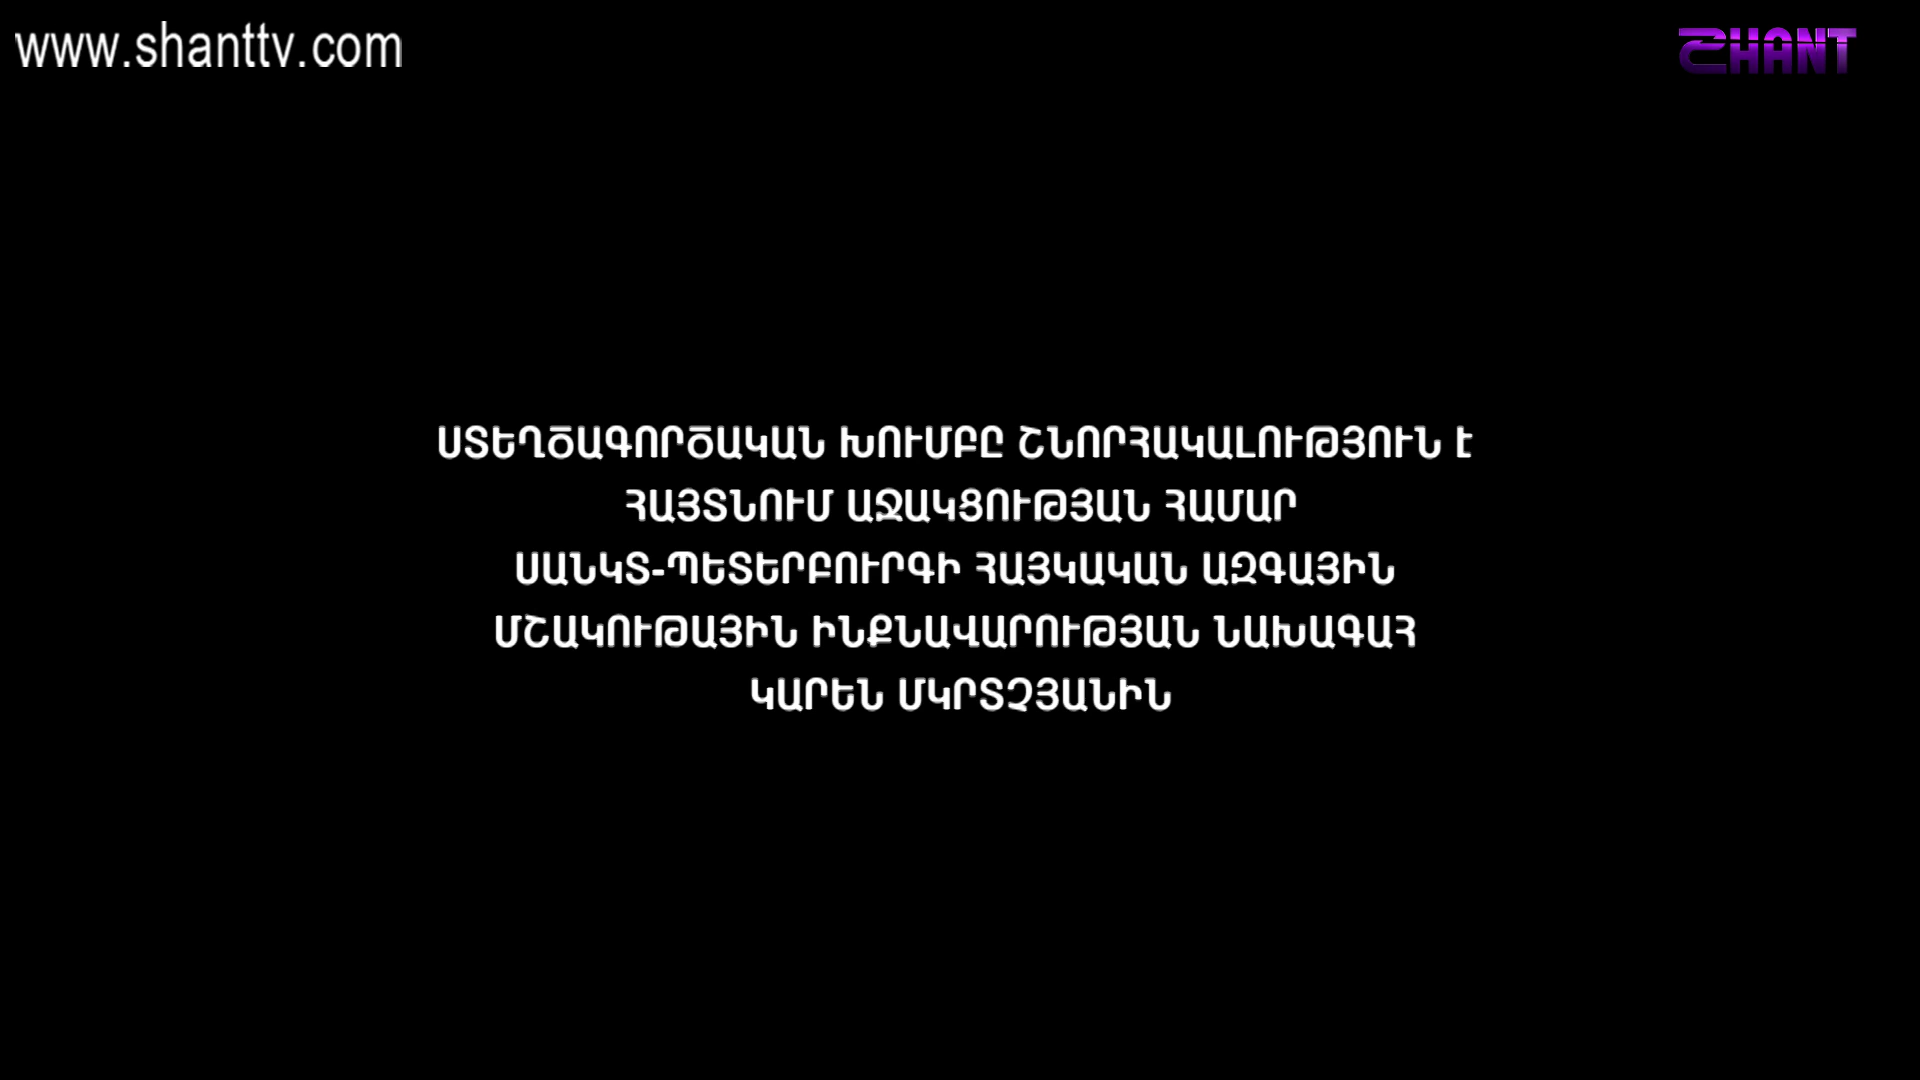 www.shanttv.com
SHANT
ՍՏԵՂԾԱԳՈՐԾԱԿԱՆ ԽՈՒՄԲԸ ՇՆՈՐՀԱԿԱԼՈՒԹՅՈՒՆ է
ՀԱՅՏՆՈՒՄ ԱՋԱԿՑՈՒԹՅԱՆ ՀԱՄԱՐ
ՍԱՆԿՏ-ՊԵՏԵՐԲՈՒՐԳԻ ՀԱՅԿԱԿԱՆ ԱԶԳԱՅԻՆ
ՄՇԱԿՈՒԹԱՅԻՆ ԻՆՔՆԱՎԱՐՈՒԹՅԱՆ ՆԱԽԱԳԱՀ
ԿԱՐԵՆ ՄԿՐՏՉՅԱՆԻՆ